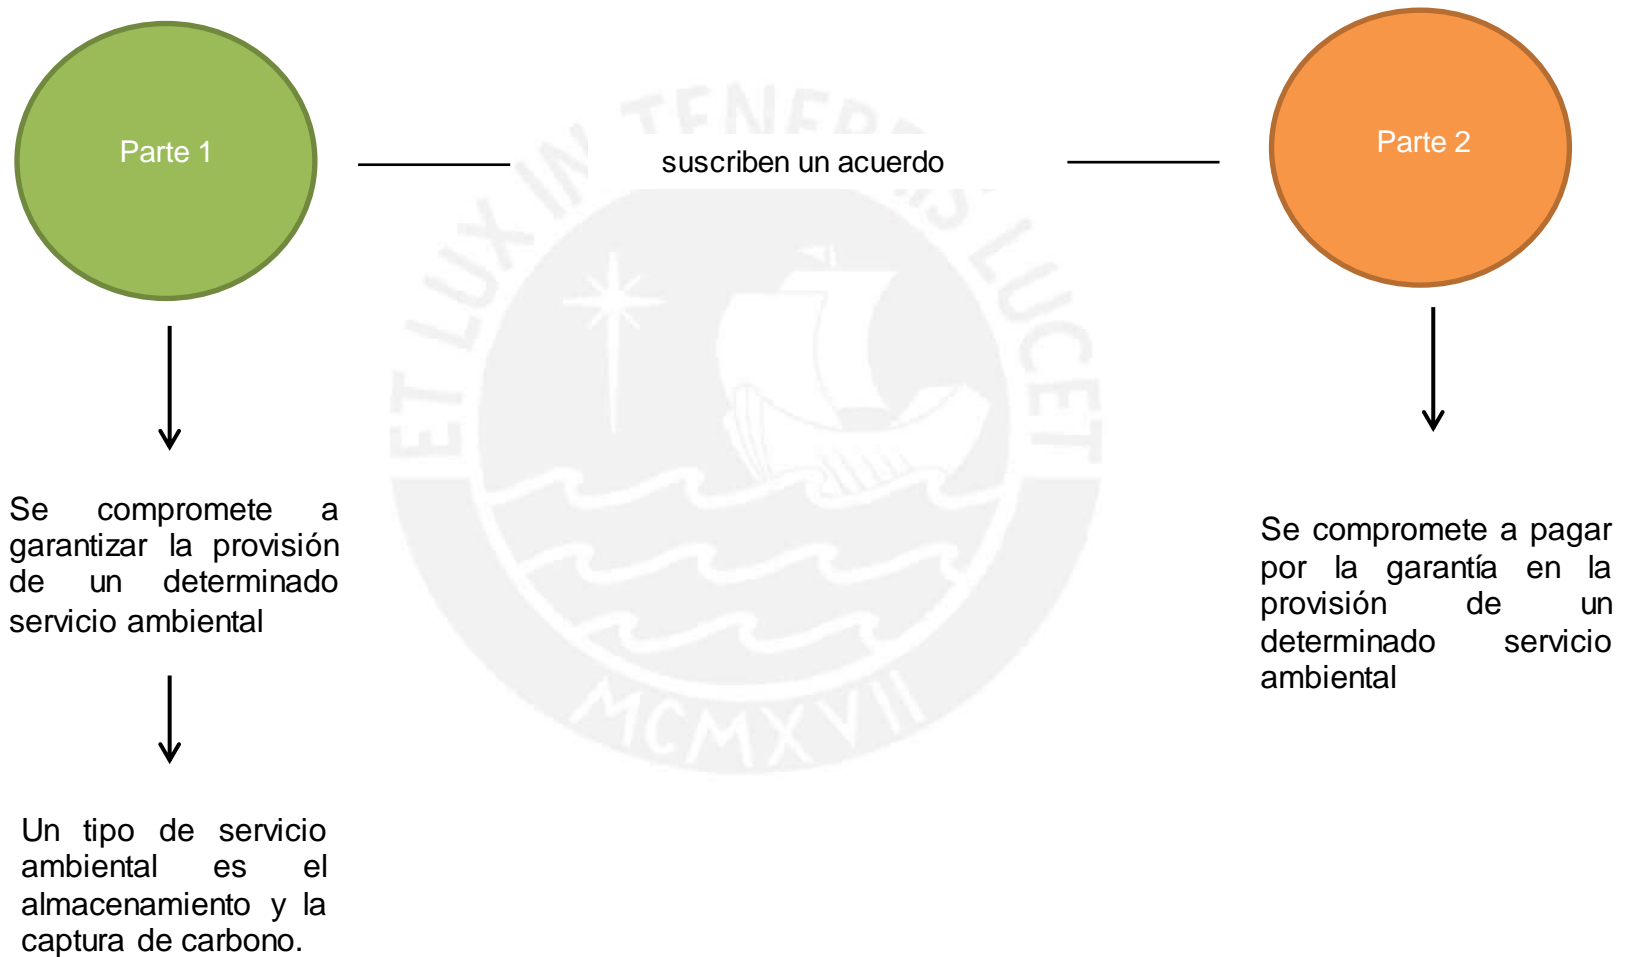 Parte 1
suscriben un acuerdo
Parte 2
Se compromete a
garantizar la provisión
de un determinado
servicio ambiental
Se compromete a pagar
por la garantía en la
provisión de un
determinado servicio
ambiental
Un tipo de servicio
ambiental es el
almacenamiento y la
captura de carbono.
ET LUX IN TENEBRIS LUCET
MCMXVII